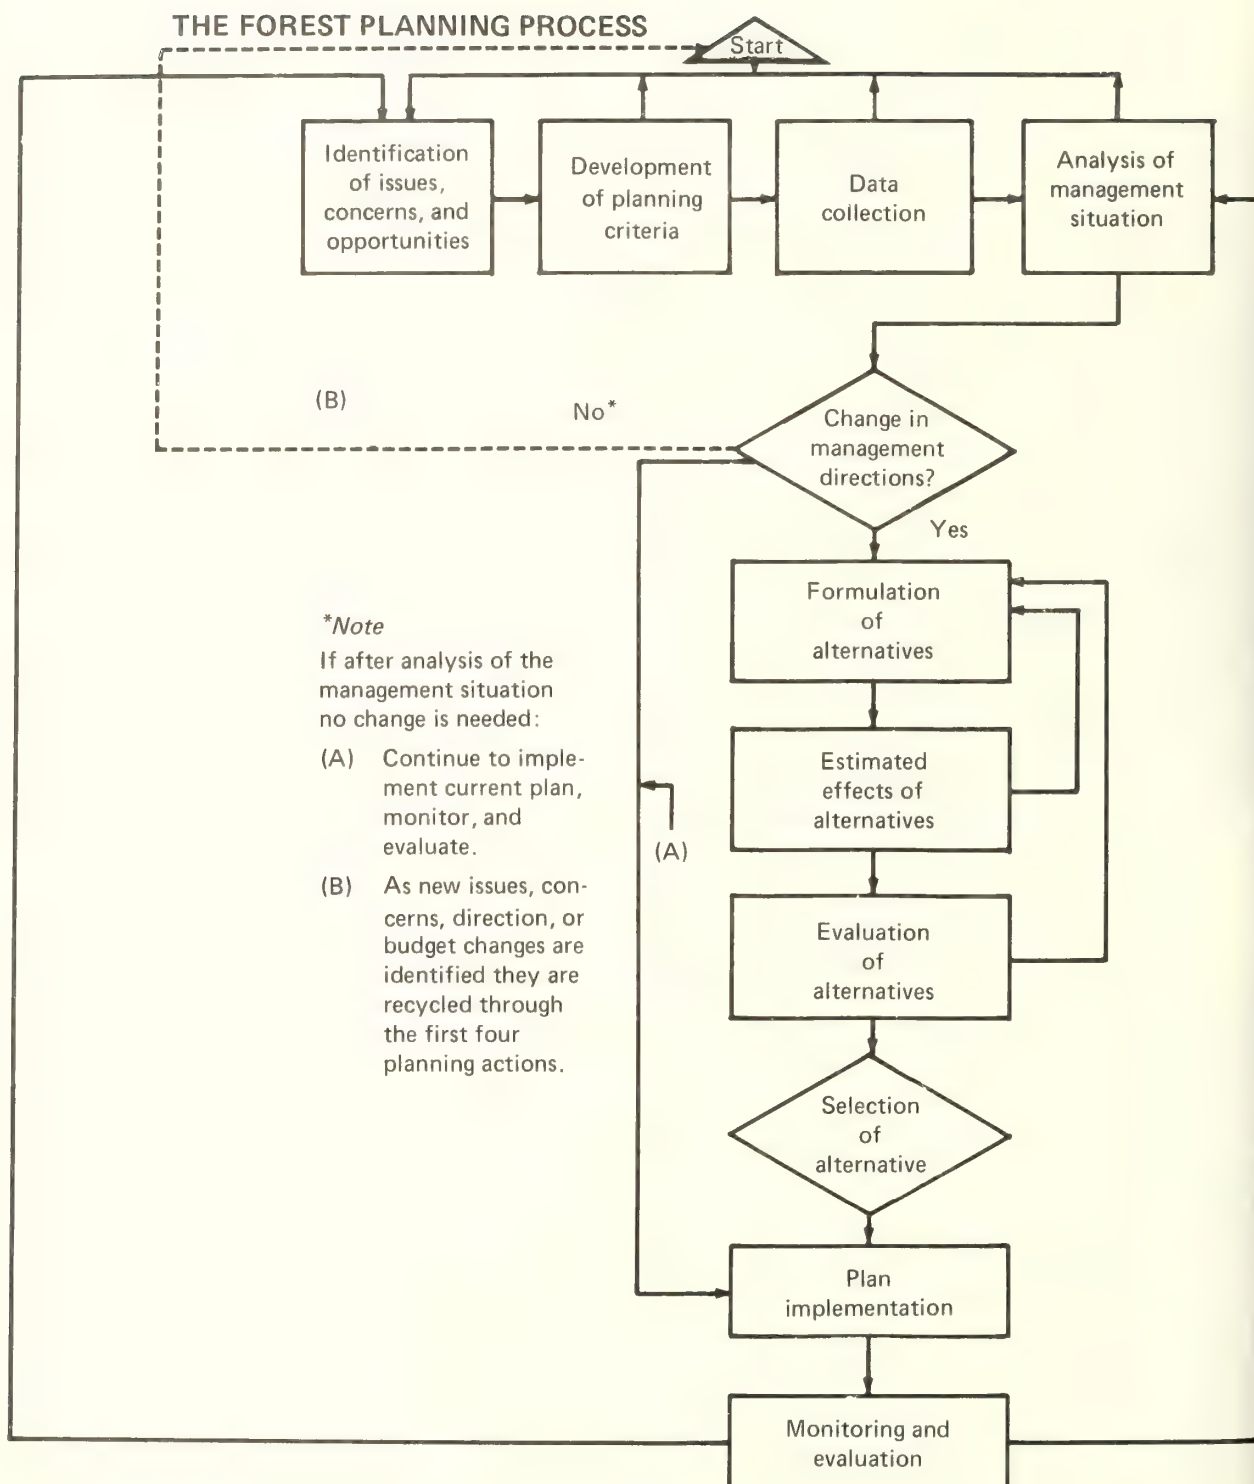 THE FOREST PLANNING PROCESS
Start
Identification
of issues,
concerns, and
opportunities
Development
of planning
criteria
Data
collection
Analysis of
management
situation
(B)
No*
Change in
management
directions?
Yes
Formulation
of
alternatives
*Note
If after analysis of the
management situation
no change is needed:
(A) Continue to imple-
ment current plan,
monitor, and
evaluate.
(B) As new issues, con-
cerns, direction, or
budget changes are
identified they are
recycled through
the first four
planning actions.
Estimated
effects of
alternatives
(A)
Evaluation
of
alternatives
Selection
of
alternative
Plan
implementation
Monitoring and
evaluation